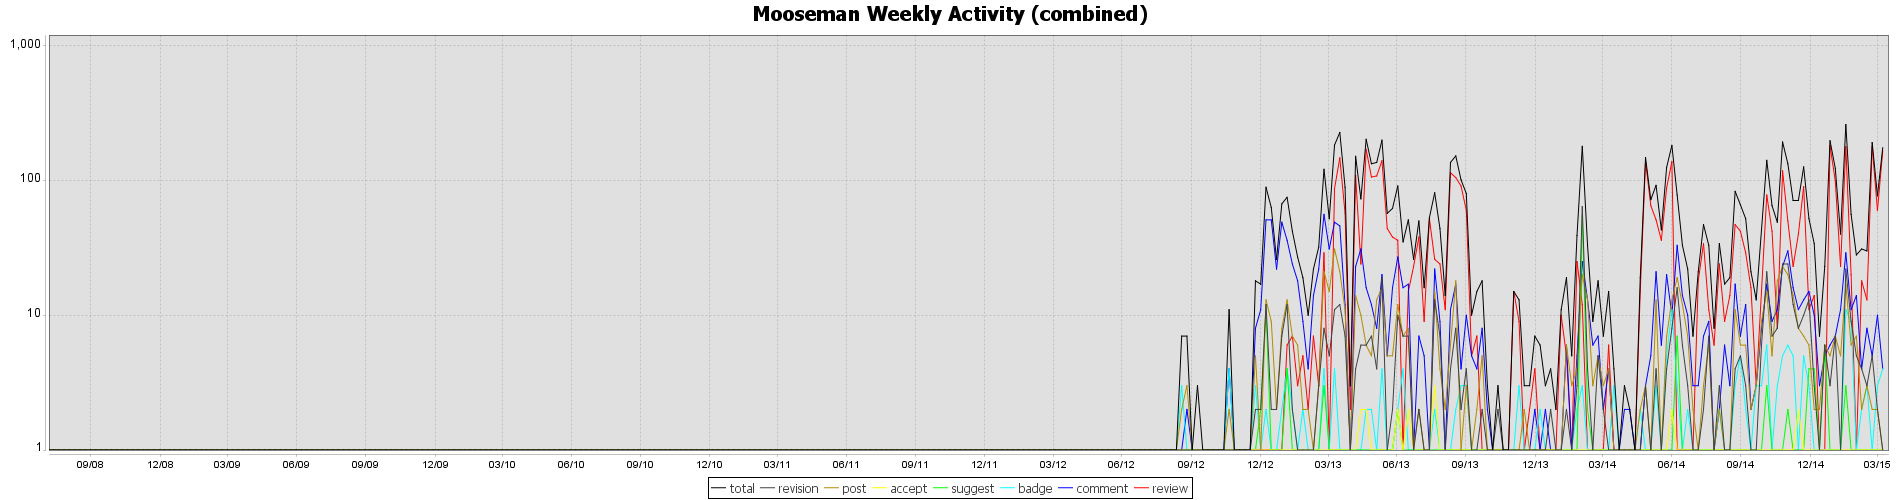 Mooseman Weekly Activity (combined)
1,000
100
10
1
09/08 12/08 03/09 06/09 09/09 12/09 03/10 06/10 09/10 12/10 03/11 06/11 09/11 12/11 03/12 06/12 09/12 12/12 03/13 06/13 09/13 12/13 03/14 06/14 09/14 12/14 03/15
total revision post accept suggest badge comment review